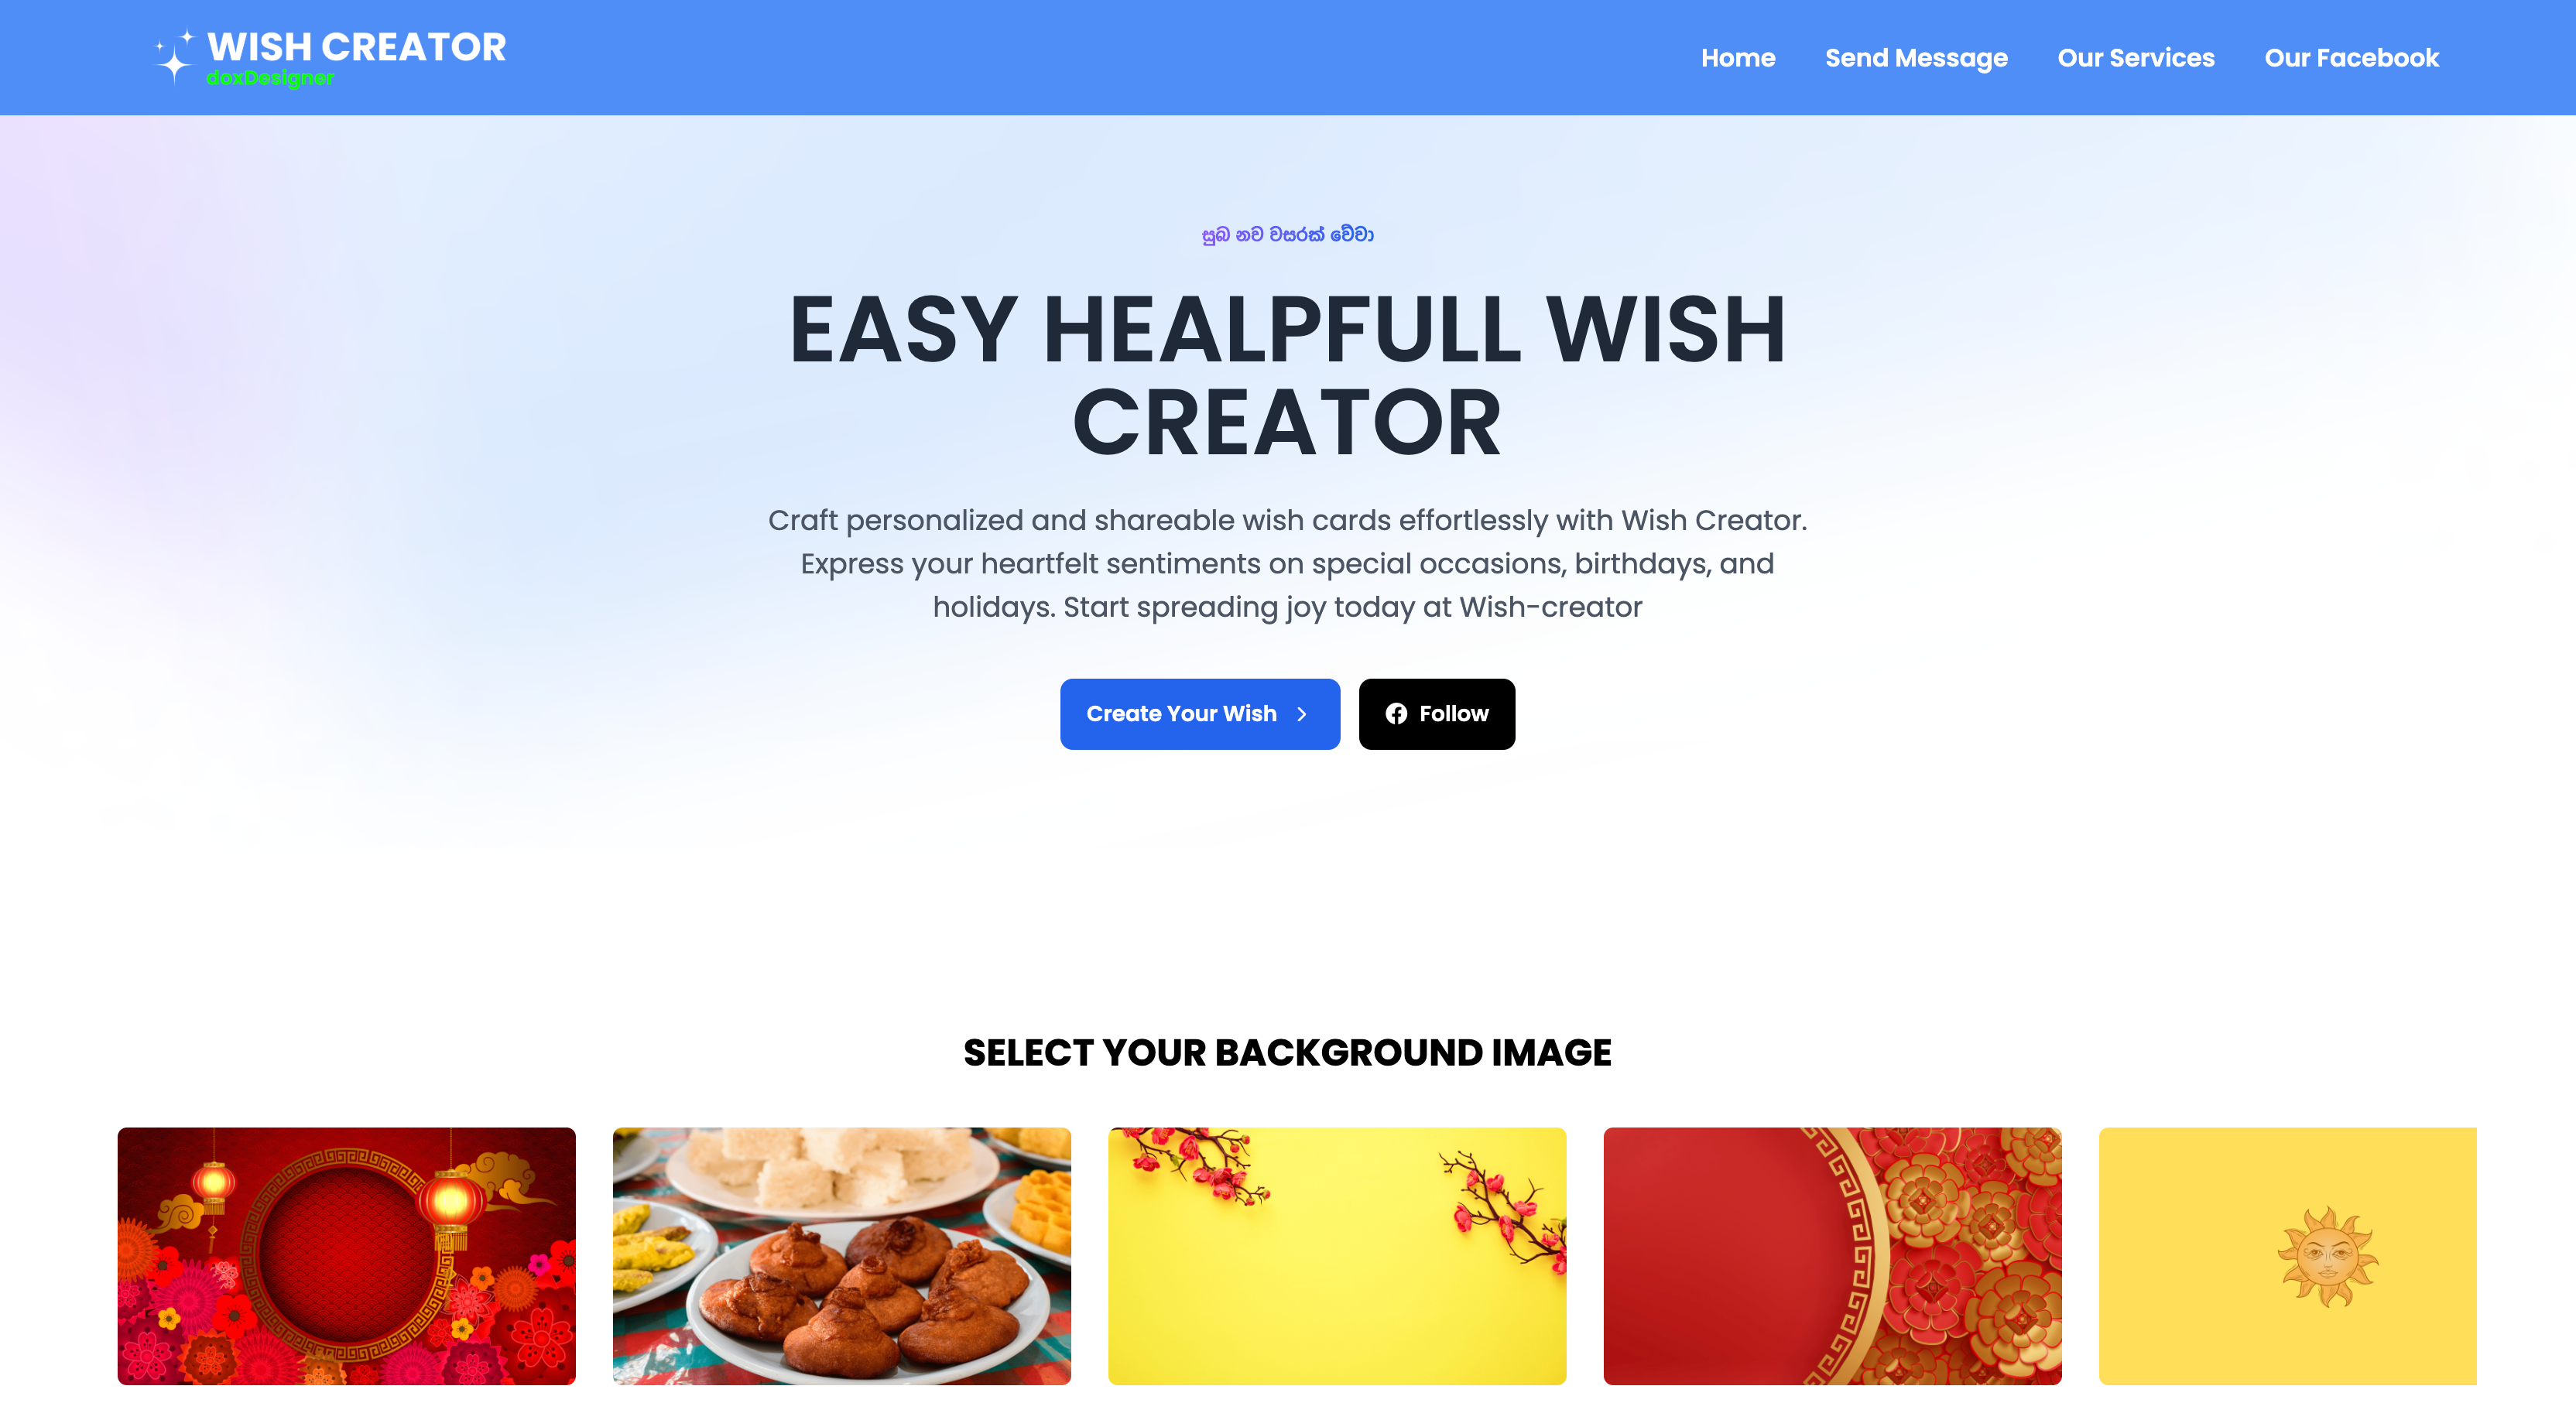 WISH CREATOR
doxDesigner
Home
Send Message
Our Services
Our Facebook
සුබ නව වසරක් වේවා
EASY HEALPFULL WISH
CREATOR
Craft personalized and shareable wish cards effortlessly with Wish Creator.
Express your heartfelt sentiments on special occasions, birthdays, and
holidays. Start spreading joy today at Wish-creator
Create Your Wish
Follow
SELECT YOUR BACKGROUND IMAGE